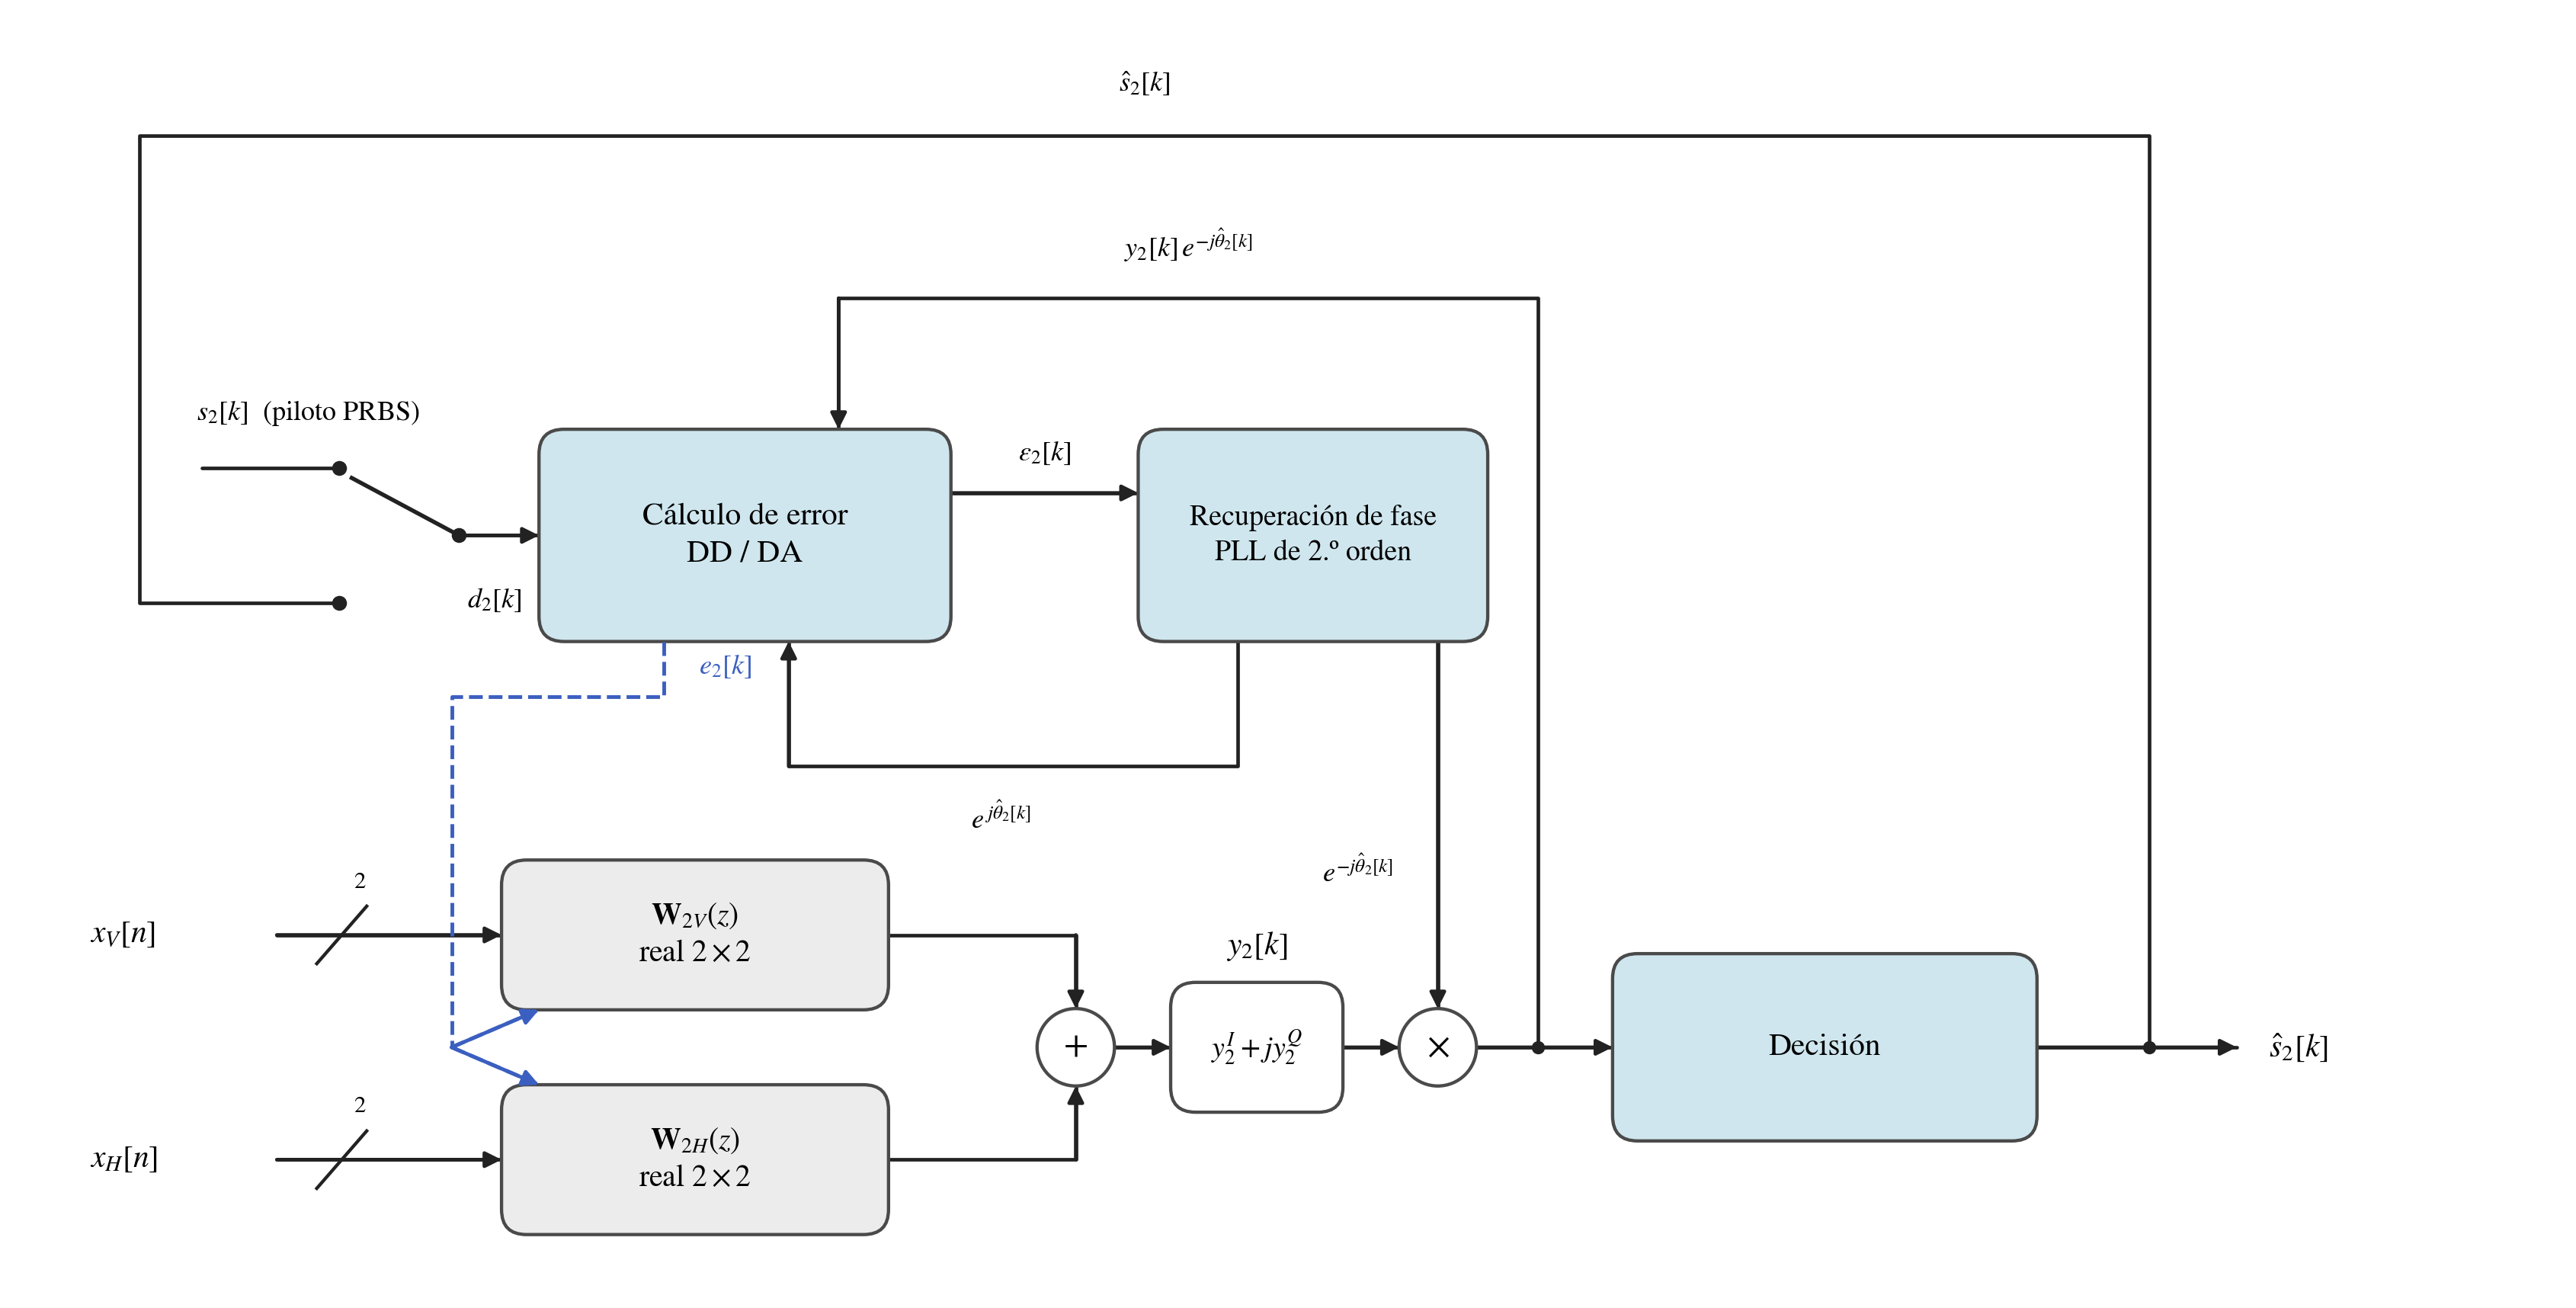 ŝ₂[k]
y₂[k] e^{−jθ̂₂[k]}
s₂[k] (piloto PRBS)
ε₂[k]
Cálculo de error
DD / DA
Recuperación de fase
PLL de 2.º orden
d₂[k]
e₂[k]
e^{jθ̂₂[k]}
e^{−jθ̂₂[k]}
2
x_V[n]
W₂V(z)
real 2×2
y₂[k]
+
y₂^I + jy₂^Q
×
Decisión
ŝ₂[k]
2
x_H[n]
W₂H(z)
real 2×2